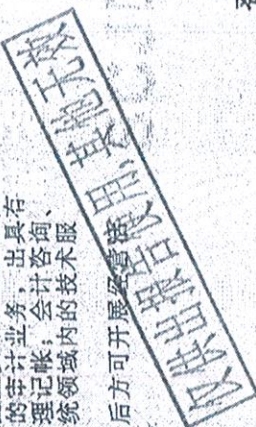 的审计业务，出具有
理记帐；会计咨询、
统领域内的技术服
后方可开展经营活
仅供出报告使用，其他无效